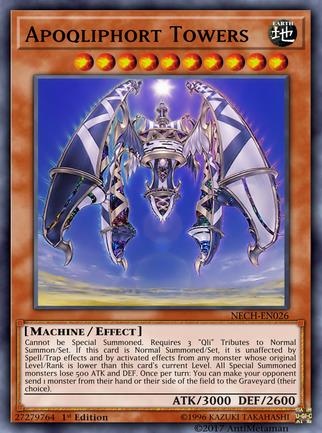 Apoqliphort Towers
EARTH
地
NECH-EN026
[Machine / Effect]
Cannot be Special Summoned. Requires 3 "Qli" Tributes to Normal
Summon/Set. If this card is Normal Summoned/Set, it is unaffected by
Spell/Trap effects and by activated effects from any monster whose original
Level/Rank is lower than this card's current Level. All Special Summoned
monsters lose 500 ATK and DEF. Once per turn: You can make your opponent
send 1 monster from their hand or their side of the field to the Graveyard (their
choice).
ATK/3000 DEF/2600
27279764 1st Edition ©1996 KAZUKI TAKAHASHI
©2017 AntiMetaman